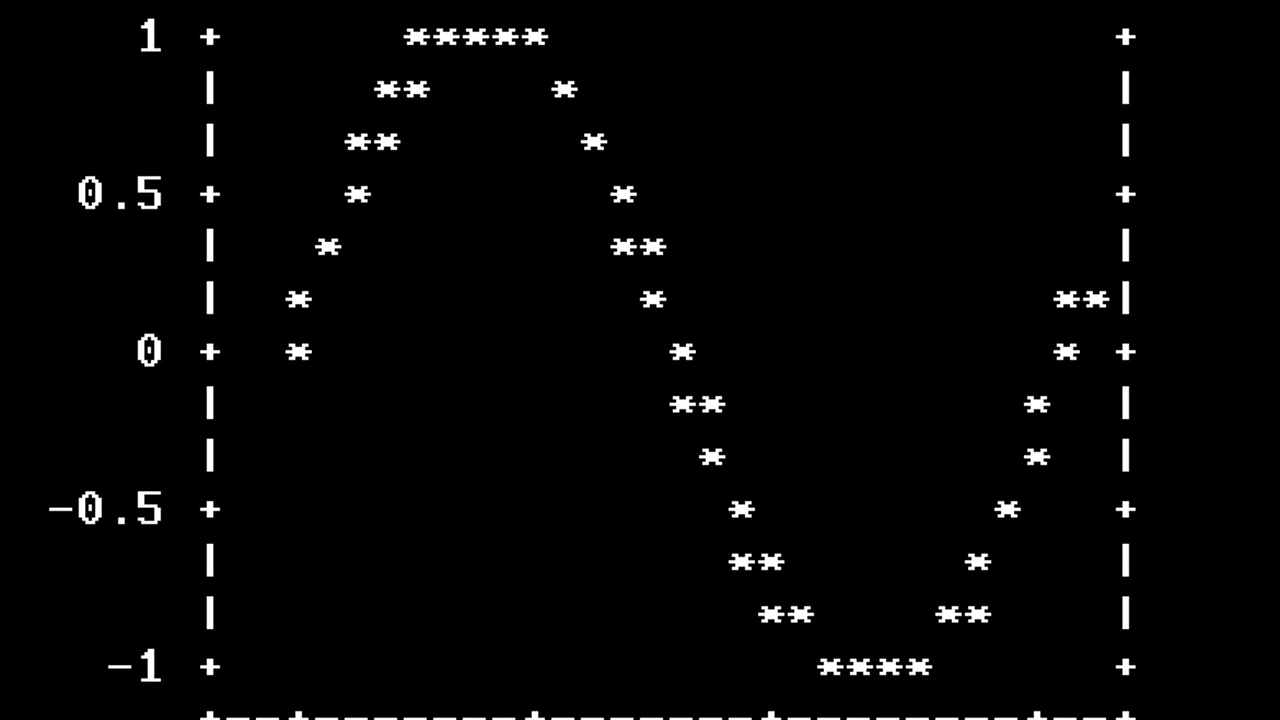 1 +      *****                   +
     |     **    *                  |
     |    **      *                 |
 0.5 +    *        *                +
     |   *         **               |
     |  *           *             **|
   0 +  *            *            * +
     |               **          *  |
     |                *          *  |
-0.5 +                 *        *   +
     |                 **      *    |
     |                  **    **    |
  -1 +                    ****      +
     +--+-------+-------+--------+--+